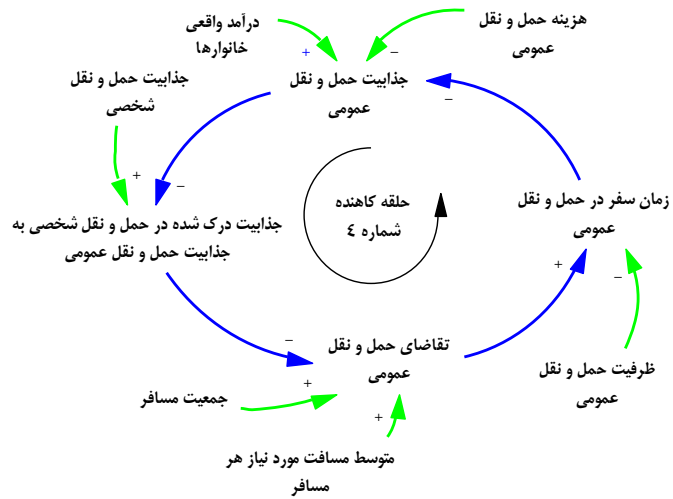 درآمد واقعی
خانوارها
هزینه حمل و نقل
عمومی
+
–
جذابیت حمل و نقل
عمومی
–
جذابیت حمل و نقل
شخصی
+
–
زمان سفر در حمل و نقل
عمومی
حلقه کاهنده
شماره ٤
جذابیت درک شده در حمل و نقل شخصی به
جذابیت حمل و نقل عمومی
+
–
–
تقاضای حمل و نقل
عمومی
ظرفیت حمل و نقل
عمومی
+
جمعیت مسافر
+
متوسط مسافت مورد نیاز هر
مسافر